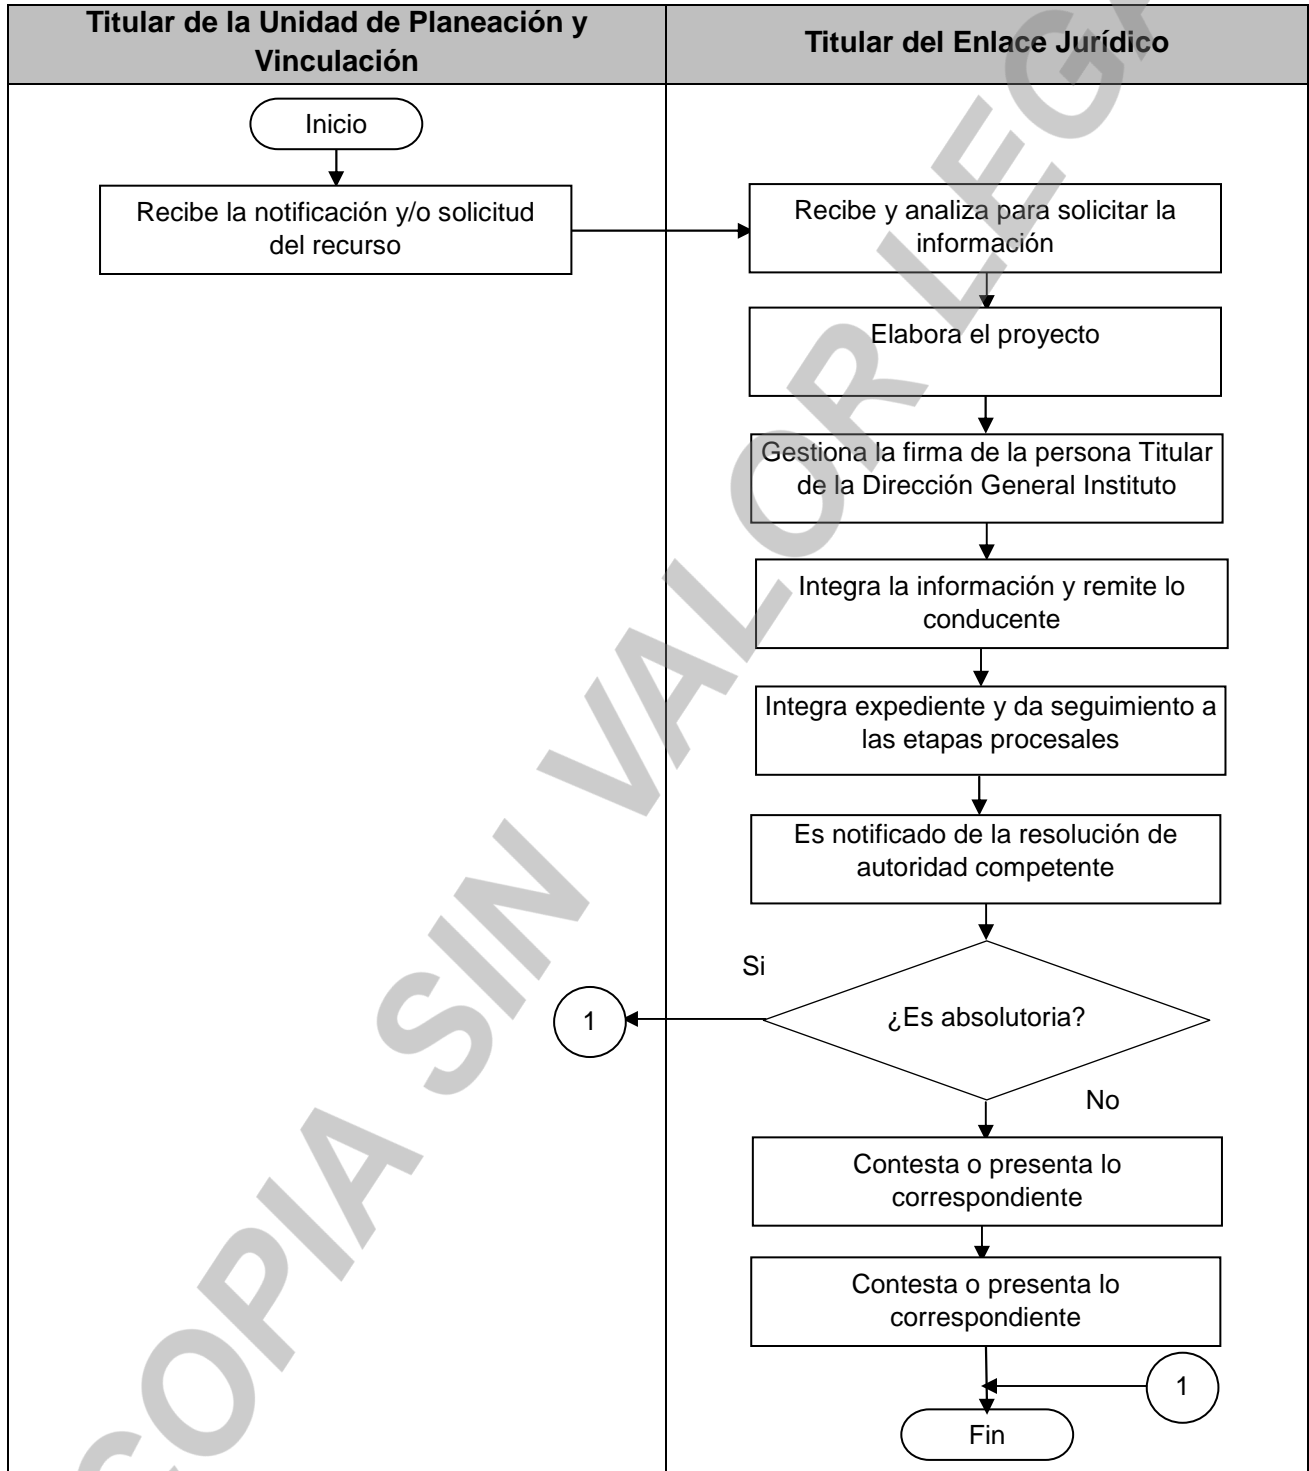 Titular de la Unidad de Planeación y
Vinculación
Titular del Enlace Jurídico
Inicio
Recibe la notificación y/o solicitud
del recurso
Recibe y analiza para solicitar la
información
Elabora el proyecto
Gestiona la firma de la persona Titular
de la Dirección General Instituto
Integra la información y remite lo
conducente
Integra expediente y da seguimiento a
las etapas procesales
Es notificado de la resolución de
autoridad competente
Si
1
¿Es absolutoria?
No
Contesta o presenta lo
correspondiente
Contesta o presenta lo
correspondiente
1
Fin
COPIA SIN VALOR LEGA